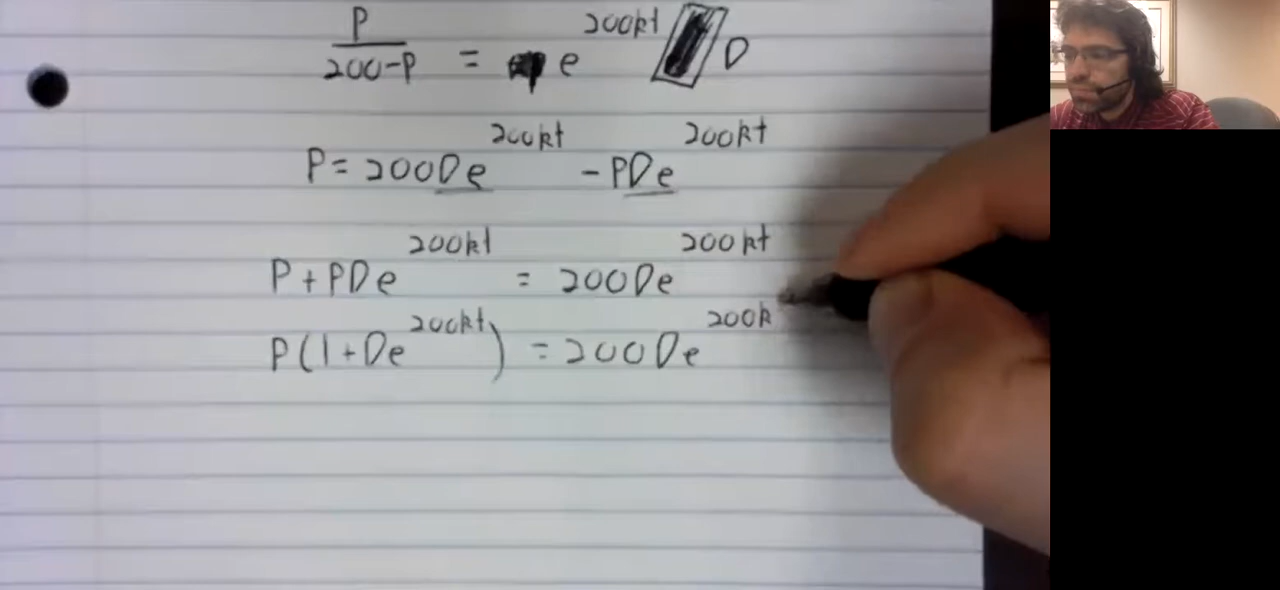 P/(200-P) = e^200kt D
P = 200De^200kt - PDe^200kt
P + PDe^200kt = 200De^200kt
P(1 + De^200kt) = 200De^200k